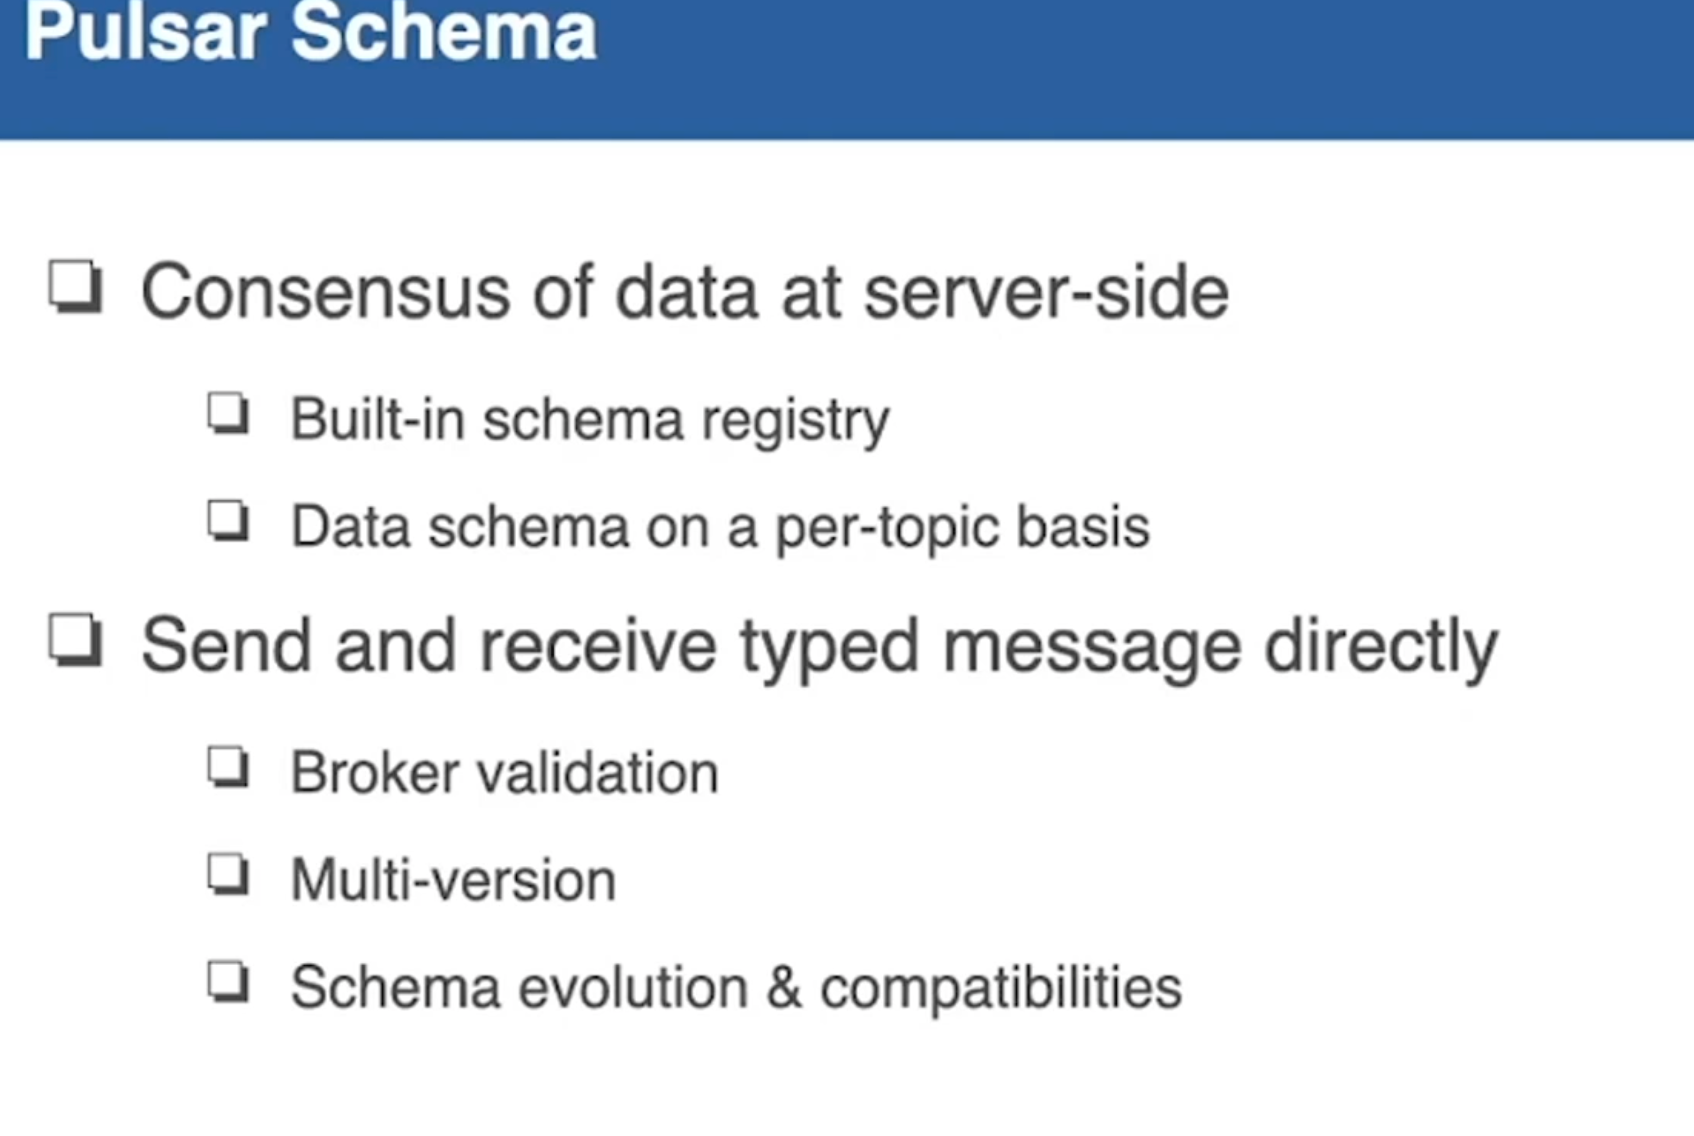 Pulsar Schema
Consensus of data at server-side
Built-in schema registry
Data schema on a per-topic basis
Send and receive typed message directly
Broker validation
Multi-version
Schema evolution & compatibilities